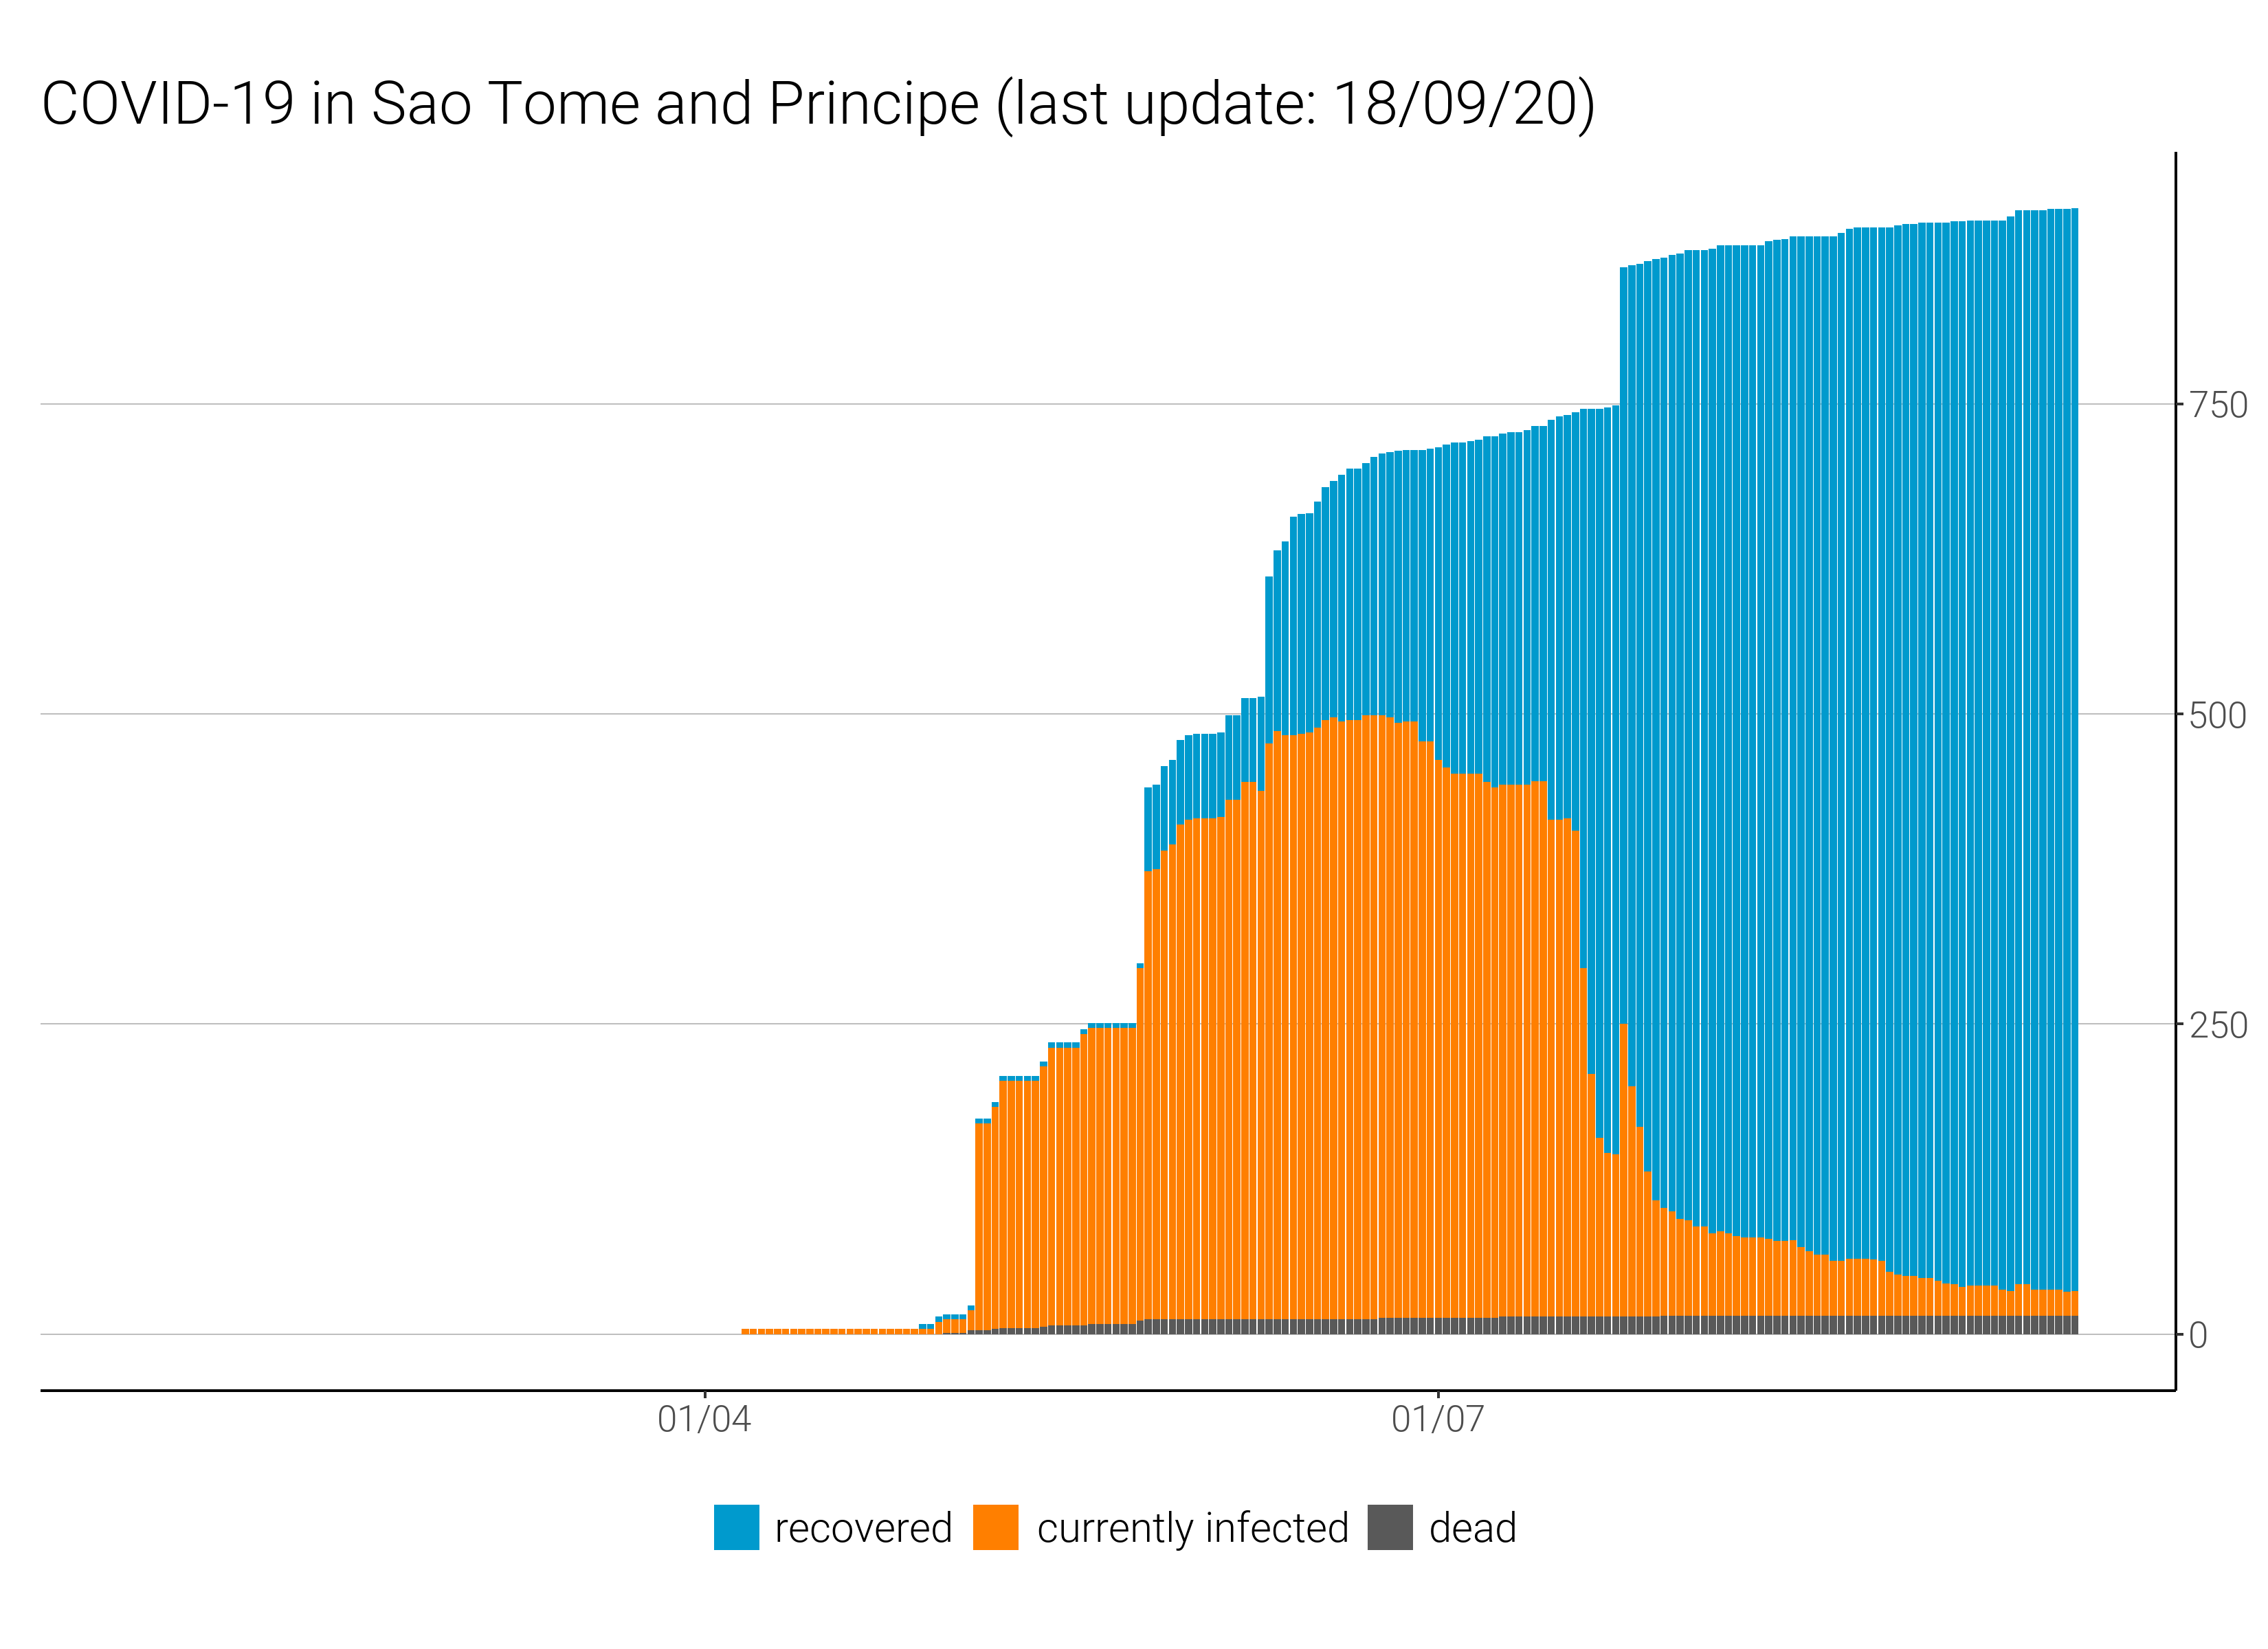 COVID-19 in Sao Tome and Principe (last update: 18/09/20)
750
500
250
0
01/04 01/07
recovered currently infected dead